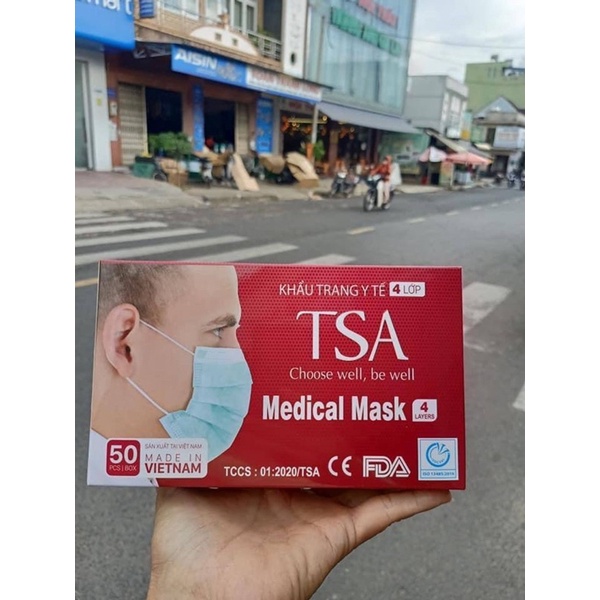 AISIN
KHẨU TRANG Y TẾ 4 LỚP
TSA
Choose well, be well
Medical Mask 4 LAYERS
50 PCS | BOX
SẢN XUẤT TẠI VIỆT NAM
MADE IN
VIETNAM
TCCS : 01:2020/TSA CE FDA